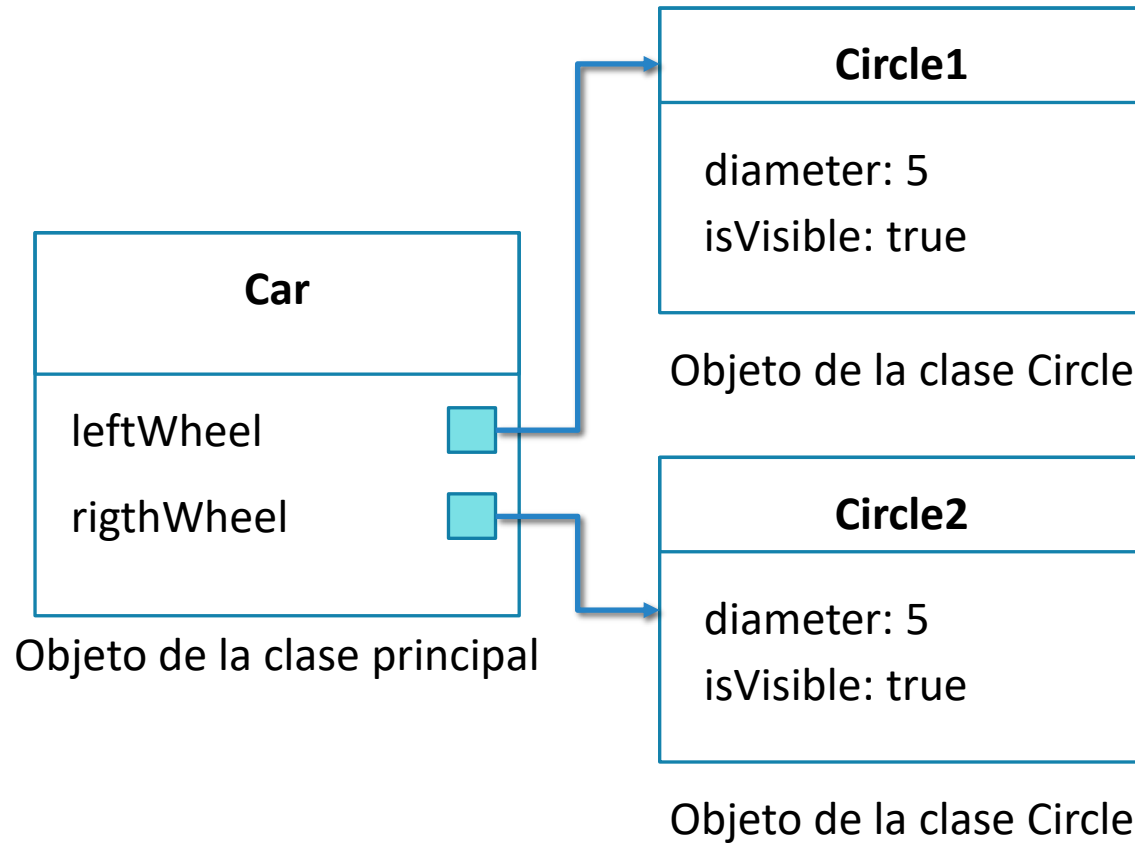 Circle1
diameter: 5
isVisible: true
Objeto de la clase Circle
Car
leftWheel
rigthWheel
Objeto de la clase principal
Circle2
diameter: 5
isVisible: true
Objeto de la clase Circle